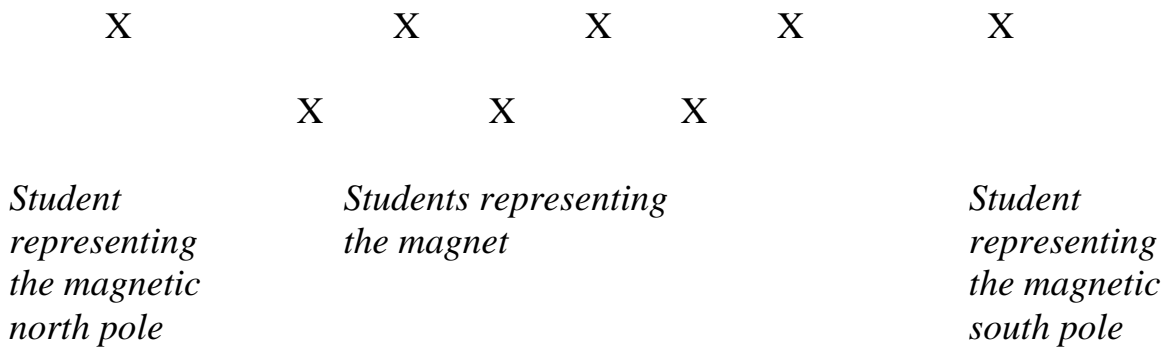 X X X X X
X X X
Student
representing
the magnetic
north pole
Students representing
the magnet
Student
representing
the magnetic
south pole